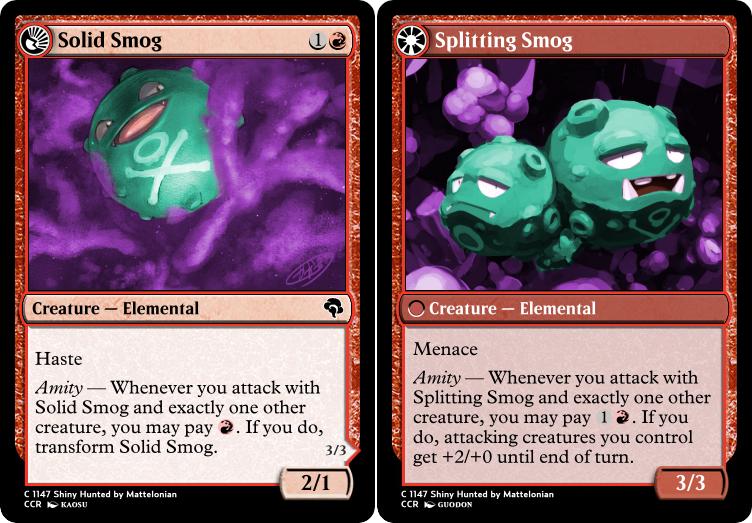 Solid Smog 1
Creature — Elemental
Haste
Amity — Whenever you attack with
Solid Smog and exactly one other
creature, you may pay . If you do,
transform Solid Smog.
3/3
2/1
C 1147 Shiny Hunted by Mattelonian
CCR KAOSU
Splitting Smog
Creature — Elemental
Menace
Amity — Whenever you attack with
Splitting Smog and exactly one other
creature, you may pay 1 . If you
do, attacking creatures you control
get +2/+0 until end of turn.
3/3
C 1147 Shiny Hunted by Mattelonian
CCR GUODON